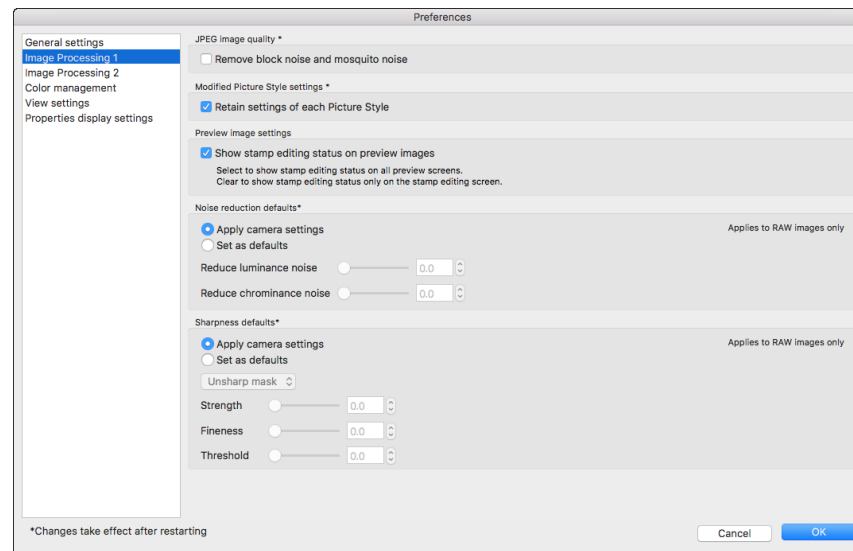 Preferences
General settings
Image Processing 1
Image Processing 2
Color management
View settings
Properties display settings
JPEG image quality *
Remove block noise and mosquito noise
Modified Picture Style settings *
Retain settings of each Picture Style
Preview image settings
Show stamp editing status on preview images
Select to show stamp editing status on all preview screens.
Clear to show stamp editing status only on the stamp editing screen.
Noise reduction defaults*
Apply camera settings
Applies to RAW images only
Set as defaults
Reduce luminance noise 0.0
Reduce chrominance noise 0.0
Sharpness defaults*
Apply camera settings
Applies to RAW images only
Set as defaults
Unsharp mask
Strength 0.0
Fineness 0.0
Threshold 0.0
*Changes take effect after restarting
Cancel
OK